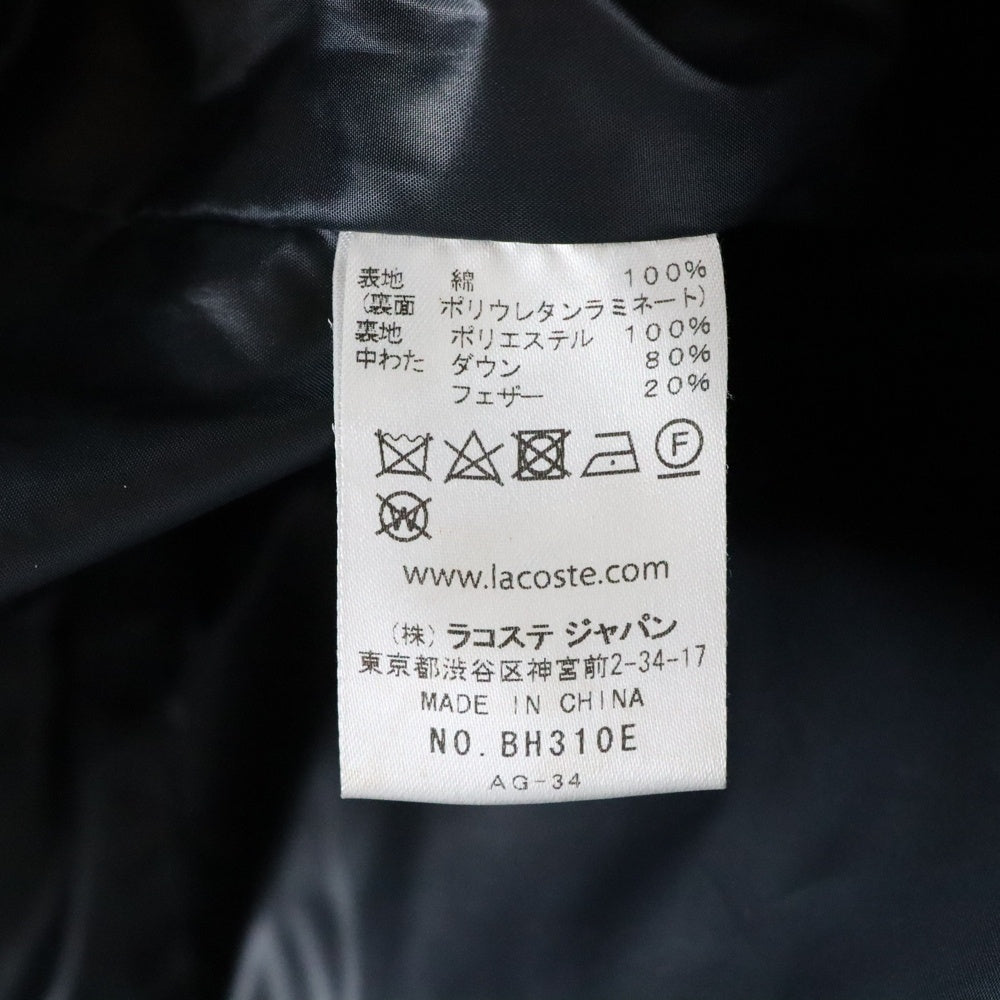 表地 綿 100%
(裏面 ポリウレタンラミネート)
裏地 ポリエステル 100%
中わた ダウン 80%
フェザー 20%
F
W
www.lacoste.com
(株) ラコステ ジャパン
東京都渋谷区神宮前2-34-17
MADE IN CHINA
NO. BH310E
AG-34